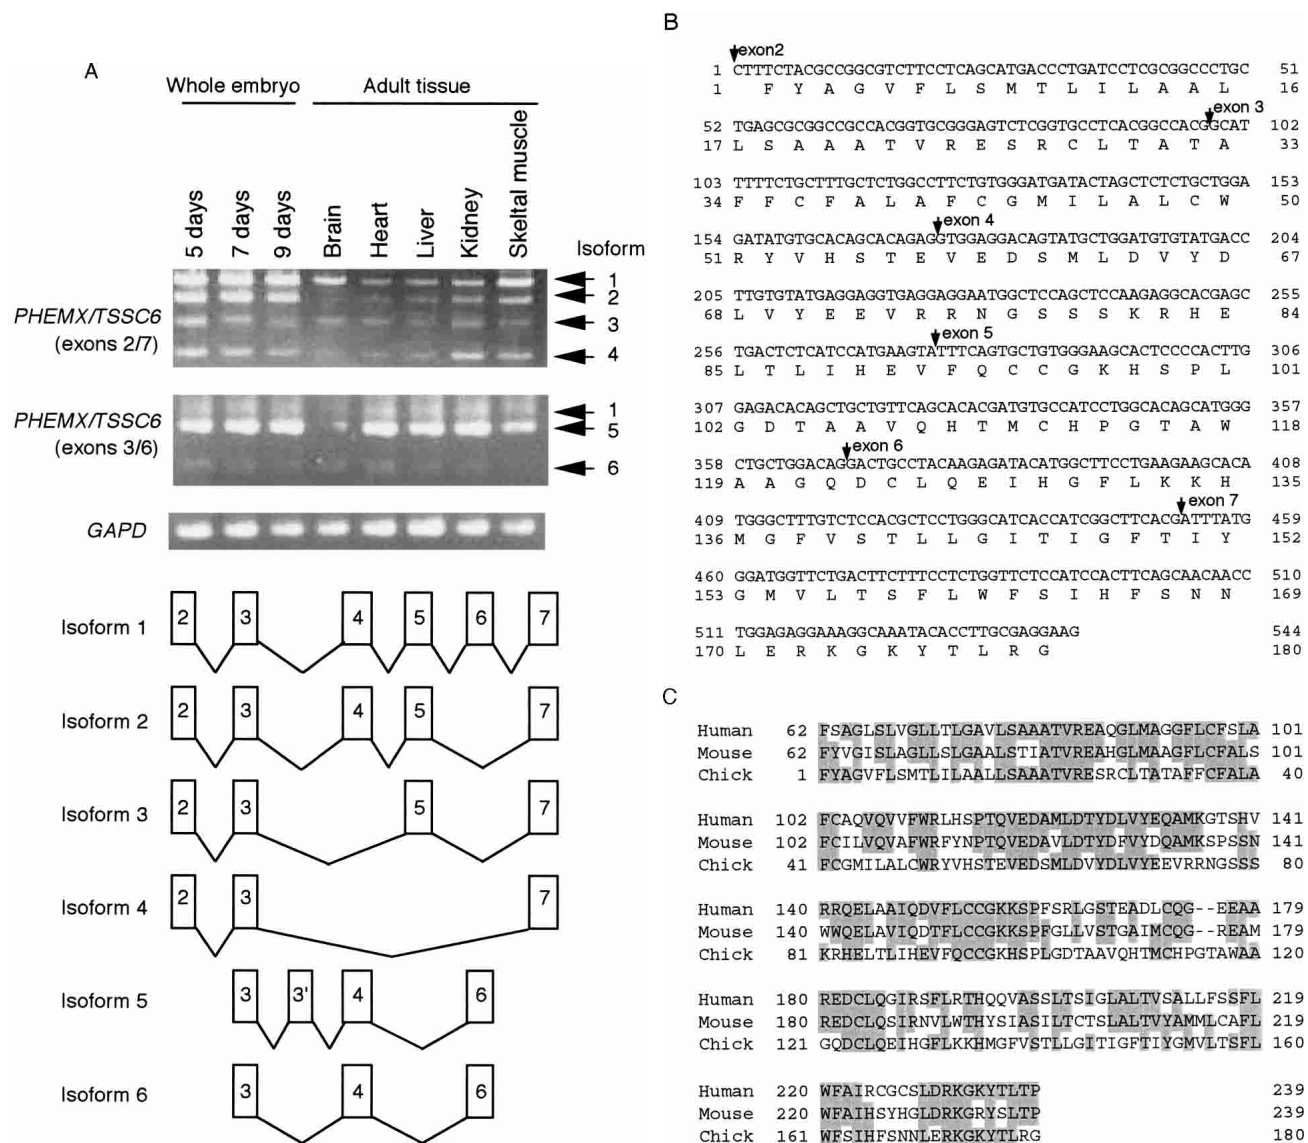 A
Whole embryo Adult tissue
5 days
7 days
9 days
Brain
Heart
Liver
Kidney
Skeltal muscle
Isoform
PHEMX/TSSC6
(exons 2/7)
1
2
3
4
PHEMX/TSSC6
(exons 3/6)
1
5
6
GAPD
Isoform 1 2 3 4 5 6 7
Isoform 2 2 3 4 5 7
Isoform 3 2 3 5 7
Isoform 4 2 3 7
Isoform 5 3 3' 4 6
Isoform 6 3 4 6
B
exon2
1 CTTTCTACGCCGGCGTCTTCCTCAGCATGACCCTGATCCTCGCGGCCCTGC 51
1 F Y A G V F L S M T L I L A A L 16
exon 3
52 TGAGCGCGGCCGCCACGGTGCGGGAGTCTCGGTGCCTCACGGCCACGGCAT 102
17 L S A A A T V R E S R C L T A T A 33
103 TTTTCTGCTTTGCTCTGGCCTTCTGTGGGATGATACTAGCTCTCTGCTGGA 153
34 F F C F A L A F C G M I L A L C W 50
exon 4
154 GATATGTGCACAGCACAGAGGTGGAGGACAGTATGCTGGATGTGTATGACC 204
51 R Y V H S T E V E D S M L D V Y D 67
205 TTGTGTATGAGGAGGTGAGGAGGAATGGCTCCAGCTCCAAGAGGCACGAGC 255
68 L V Y E E V R R N G S S S K R H E 84
exon 5
256 TGACTCTCATCCATGAAGTATTTCAGTGCTGTGGGAAGCACTCCCCACTTG 306
85 L T L I H E V F Q C C G K H S P L 101
307 GAGACACAGCTGCTGTTCAGCACACGATGTGCCATCCTGGCACAGCATGGG 357
102 G D T A A V Q H T M C H P G T A W 118
exon 6
358 CTGCTGGACAGGACTGCCTACAAGAGATACATGGCTTCCTGAAGAAGCACA 408
119 A A G Q D C L Q E I H G F L K K H 135
exon 7
409 TGGGCTTTGTCTCCACGCTCCTGGGCATCACCATCGGCTTCACGATTTATG 459
136 M G F V S T L L G I T I G F T I Y 152
460 GGATGGTTCTGACTTCTTTCCTCTGGTTCTCCATCCACTTCAGCAACAACC 510
153 G M V L T S F L W F S I H F S N N 169
511 TGGAGAGGAAAGGCAAATACACCTTGCGAGGAAG 544
170 L E R K G K Y T L R G 180
C
Human 62 FSAGLSLVGLLTLGAVLSAAATVREAQGLMAGGFLCFSLA 101
Mouse 62 FYVGISLAGLLSLGAALSTIATVREAHGLMAAGFLCFALS 101
Chick 1 FYAGVFLSMTLILAALLSAAATVRESRCLTATAFFCFALA 40
Human 102 FCAQVQVVFWRLHSPTQVEDAMLDTYDLVYEQAMKGTSHV 141
Mouse 102 FCILVQVAFWRFYNPTQVEDAVLDTYDFVYDQAMKSPSSN 141
Chick 41 FCGMILALCWRYVHSTEVEDSMLDVYDLVYEEVRRNGSSS 80
Human 140 RRQELAAIQDVFLCCGKKSPFSRLGSTEADLCQG--EEAA 179
Mouse 140 WWQELAVIQDTFLCCGKKSPFGLLVSTGAIMCQG--REAM 179
Chick 81 KRHELTLIHEVFQCCGKHSPLGDTAAVQHTMCHPGTAWAA 120
Human 180 REDCLQGIRSFLRTHQQVASSLTSIGLALTVSALLFSSFL 219
Mouse 180 REDCLQSIRNVLWTHYSIASILTCTSLALTVYAMMLCAFL 219
Chick 121 GQDCLQEIHGFLKKHMGFVSTLLGITIGFTIYGMVLTSFL 160
Human 220 WFAIRCGCSLDRKGKYTLTP 239
Mouse 220 WFAIHSYHGLDRKGRYSLTP 239
Chick 161 WFSIHFSNNLERKGKYTLRG 180